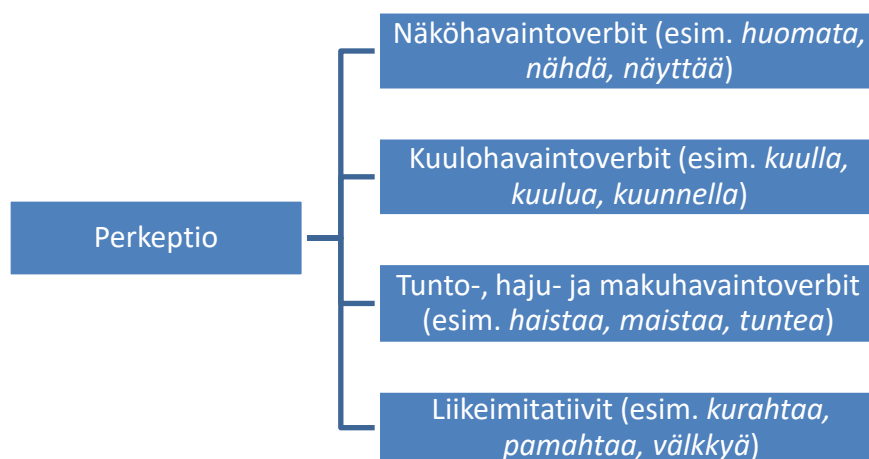 Näköhavaintoverbit (esim. huomata,
nähdä, näyttää)
Kuulohavaintoverbit (esim. kuulla,
kuulua, kuunnella)
Perkeptio
Tunto-, haju- ja makuhavaintoverbit
(esim. haistaa, maistaa, tuntea)
Liikeimitatiivit (esim. kurahtaa,
pamahtaa, välkkyä)